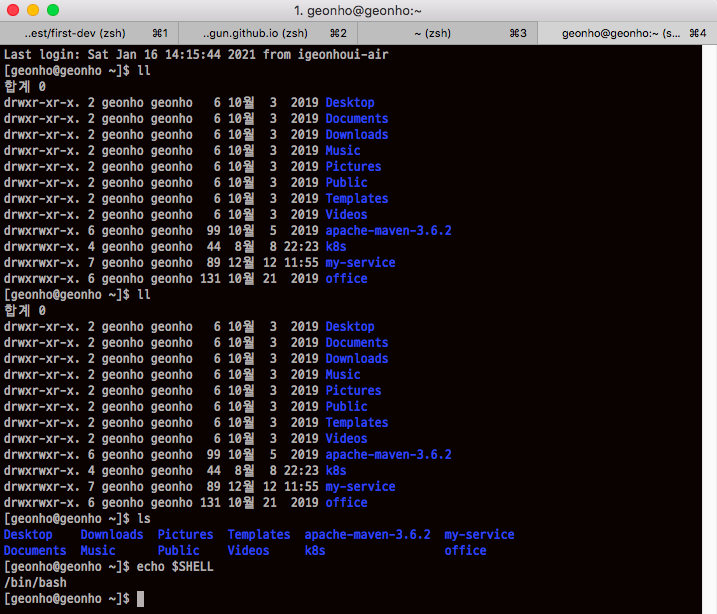 1. geonho@geonho:~
..est/first-dev (zsh) ⌘1 ..gun.github.io (zsh) ⌘2 ~ (zsh) ⌘3 geonho@geonho:~ (s... ⌘4
Last login: Sat Jan 16 14:15:44 2021 from igeonhoui-air
[geonho@geonho ~]$ ll
합계 0
drwxr-xr-x. 2 geonho geonho   6 10월  3  2019 Desktop
drwxr-xr-x. 2 geonho geonho   6 10월  3  2019 Documents
drwxr-xr-x. 2 geonho geonho   6 10월  3  2019 Downloads
drwxr-xr-x. 2 geonho geonho   6 10월  3  2019 Music
drwxr-xr-x. 2 geonho geonho   6 10월  3  2019 Pictures
drwxr-xr-x. 2 geonho geonho   6 10월  3  2019 Public
drwxr-xr-x. 2 geonho geonho   6 10월  3  2019 Templates
drwxr-xr-x. 2 geonho geonho   6 10월  3  2019 Videos
drwxrwxr-x. 6 geonho geonho  99 10월  5  2019 apache-maven-3.6.2
drwxrwxr-x. 4 geonho geonho  44  8월  8 22:23 k8s
drwxrwxr-x. 7 geonho geonho  89 12월 12 11:55 my-service
drwxrwxr-x. 6 geonho geonho 131 10월 21  2019 office
[geonho@geonho ~]$ ll
합계 0
drwxr-xr-x. 2 geonho geonho   6 10월  3  2019 Desktop
drwxr-xr-x. 2 geonho geonho   6 10월  3  2019 Documents
drwxr-xr-x. 2 geonho geonho   6 10월  3  2019 Downloads
drwxr-xr-x. 2 geonho geonho   6 10월  3  2019 Music
drwxr-xr-x. 2 geonho geonho   6 10월  3  2019 Pictures
drwxr-xr-x. 2 geonho geonho   6 10월  3  2019 Public
drwxr-xr-x. 2 geonho geonho   6 10월  3  2019 Templates
drwxr-xr-x. 2 geonho geonho   6 10월  3  2019 Videos
drwxrwxr-x. 6 geonho geonho  99 10월  5  2019 apache-maven-3.6.2
drwxrwxr-x. 4 geonho geonho  44  8월  8 22:23 k8s
drwxrwxr-x. 7 geonho geonho  89 12월 12 11:55 my-service
drwxrwxr-x. 6 geonho geonho 131 10월 21  2019 office
[geonho@geonho ~]$ ls
Desktop    Downloads  Pictures  Templates  apache-maven-3.6.2  my-service
Documents  Music      Public    Videos     k8s                 office
[geonho@geonho ~]$ echo $SHELL
/bin/bash
[geonho@geonho ~]$